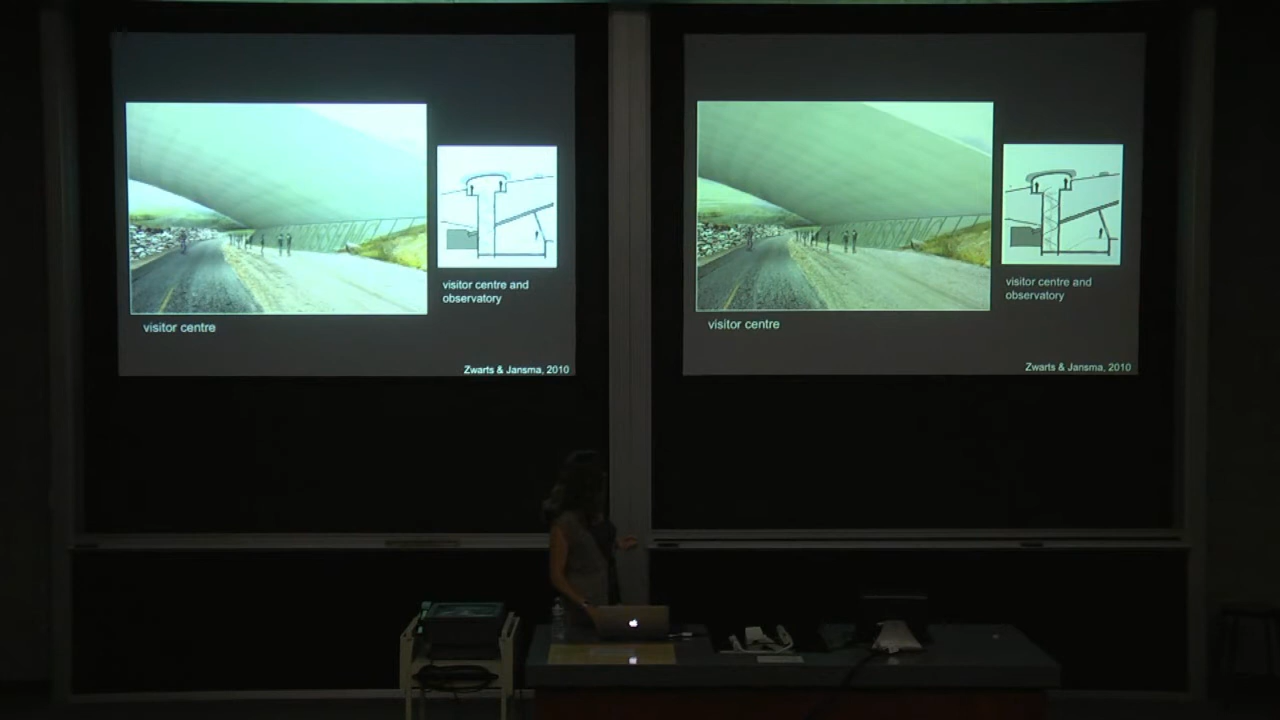 visitor centre and
observatory
visitor centre
Zwarts & Jansma, 2010
visitor centre and
observatory
visitor centre
Zwarts & Jansma, 2010